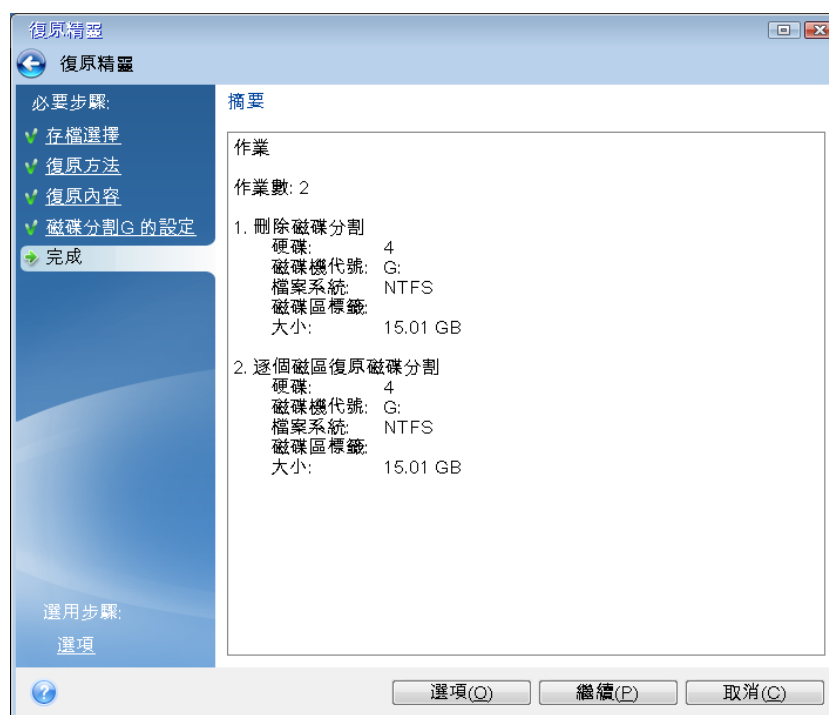 復原精靈
復原精靈
必要步驟:
存檔選擇
復原方法
復原內容
磁碟分割G 的設定
完成
選用步驟:
選項
摘要
作業
作業數: 2
1. 刪除磁碟分割
硬碟: 4
磁碟機代號: G:
檔案系統: NTFS
磁碟區標籤:
大小: 15.01 GB
2. 逐個磁區復原磁碟分割
硬碟: 4
磁碟機代號: G:
檔案系統: NTFS
磁碟區標籤:
大小: 15.01 GB
選項(O)
繼續(P)
取消(C)